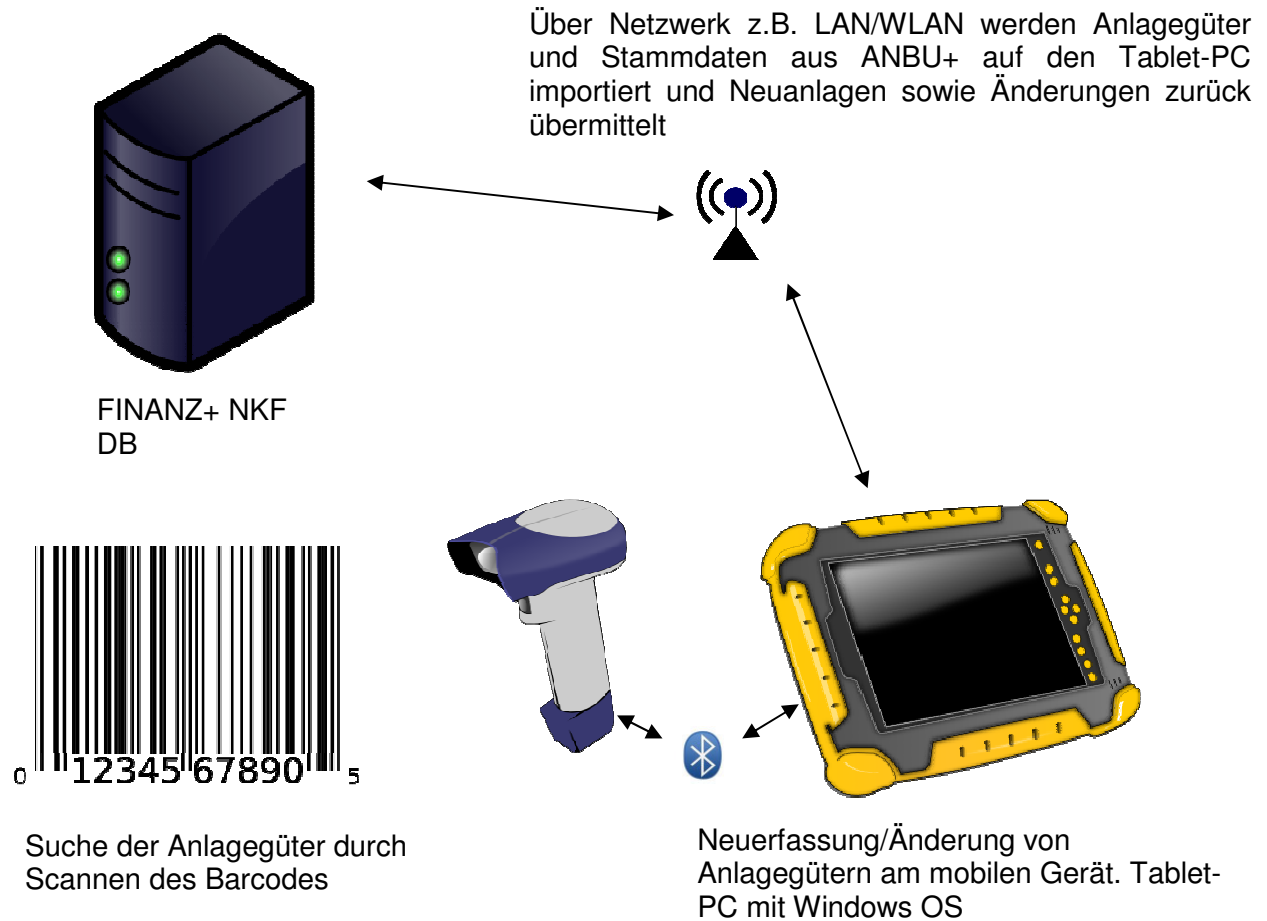 Über Netzwerk z.B. LAN/WLAN werden Anlagegüter
und Stammdaten aus ANBU+ auf den Tablet-PC
importiert und Neuanlagen sowie Änderungen zurück
übermittelt
FINANZ+ NKF
DB
0 12345 67890 5
Suche der Anlagegüter durch
Scannen des Barcodes
Neuerfassung/Änderung von
Anlagegütern am mobilen Gerät. Tablet-
PC mit Windows OS